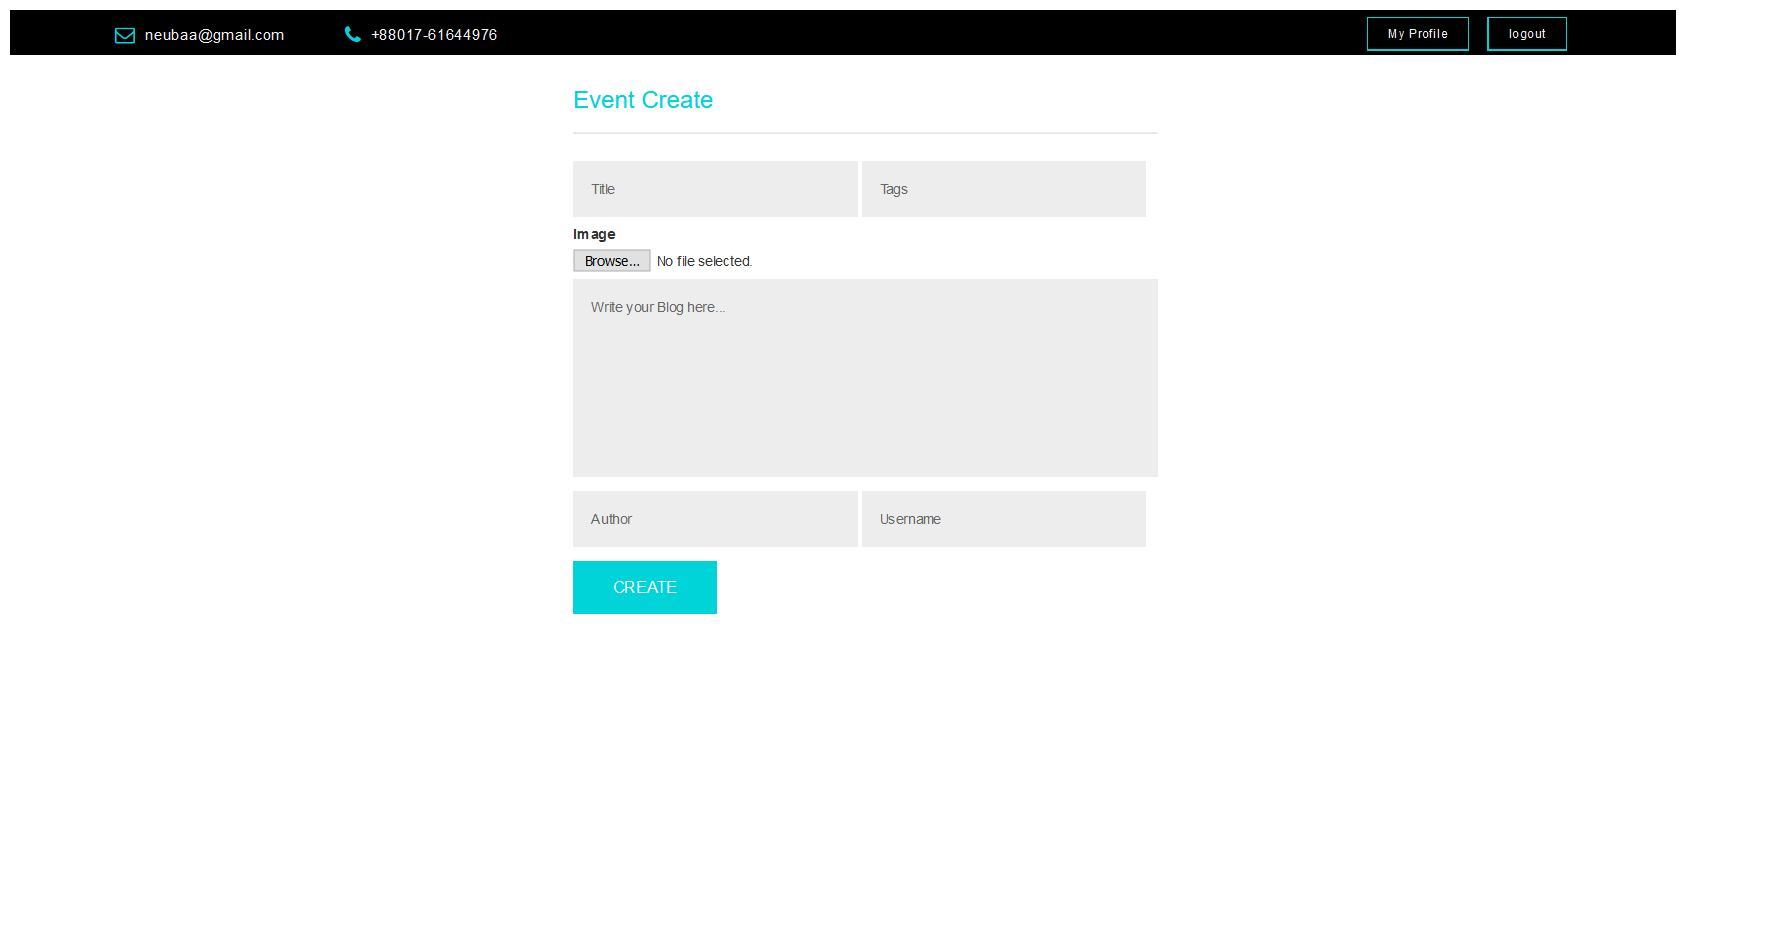 neubaa@gmail.com +88017-61644976 My Profile logout
Event Create
Title Tags
Image
Browse... No file selected.
Write your Blog here...
Author Username
CREATE